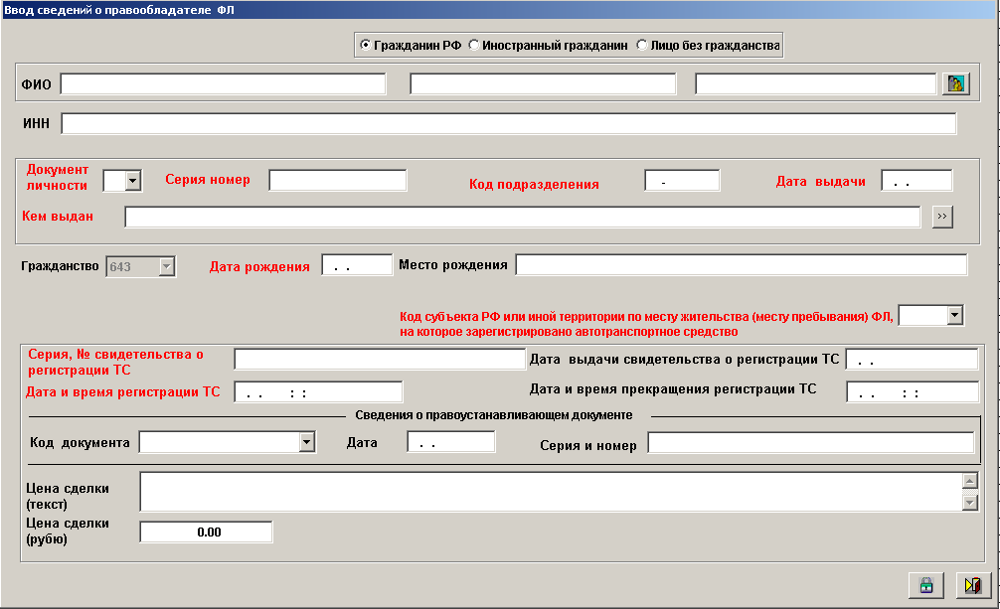 Ввод сведений о правообладателе ФЛ
Гражданин РФ Иностранный гражданин Лицо без гражданства
ФИО
ИНН
Документ личности Серия номер Код подразделения - Дата выдачи . .
Кем выдан >>
Гражданство 643 Дата рождения . . Место рождения
Код субъекта РФ или иной территории по месту жительства (месту пребывания) ФЛ,
на которое зарегистрировано автотранспортное средство
Серия, № свидетельства о
регистрации ТС
Дата выдачи свидетельства о регистрации ТС . .
Дата и время регистрации ТС . . : : Дата и время прекращения регистрации ТС . . : :
Сведения о правоустанавливающем документе
Код документа Дата . . Серия и номер
Цена сделки
(текст)
Цена сделки
(рубю)
0.00